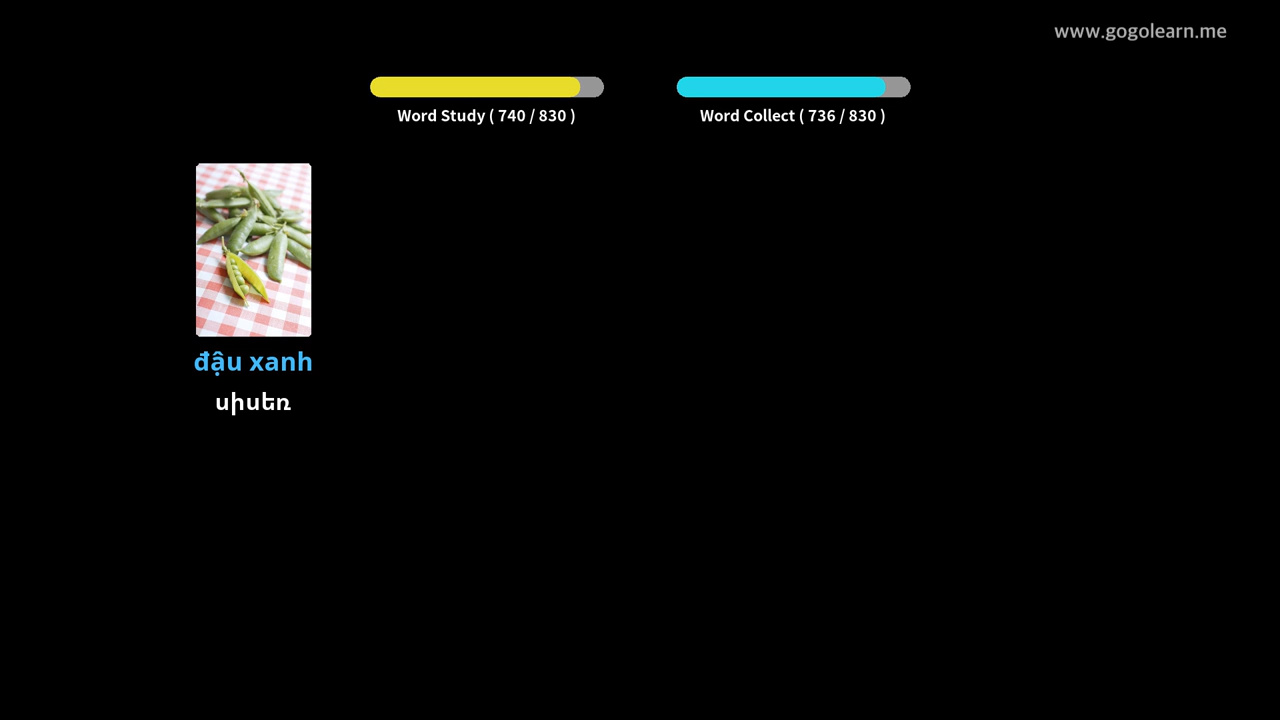 www.gogolearn.me
Word Study ( 740 / 830 )
Word Collect ( 736 / 830 )
đậu xanh
սիսեռ